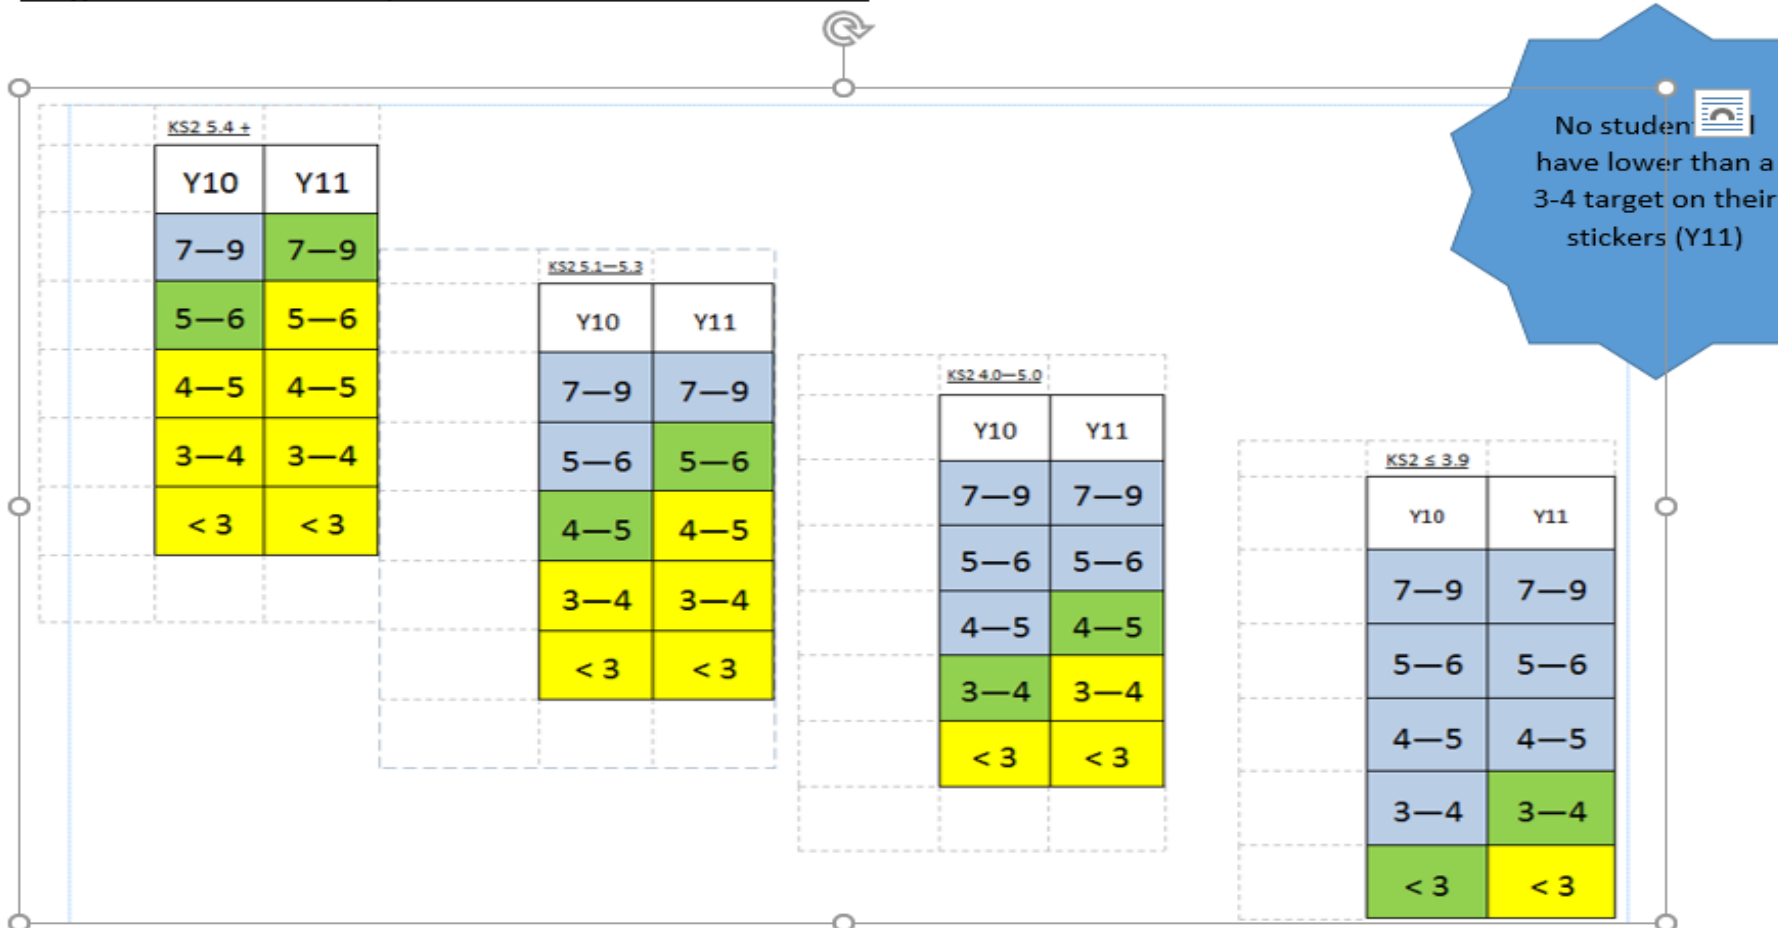 KS2 5.4 +
Y10 Y11
7—9 7—9
5—6 5—6
4—5 4—5
3—4 3—4
< 3 < 3
KS2 5.1—5.3
Y10 Y11
7—9 7—9
5—6 5—6
4—5 4—5
3—4 3—4
< 3 < 3
KS2 4.0—5.0
Y10 Y11
7—9 7—9
5—6 5—6
4—5 4—5
3—4 3—4
< 3 < 3
KS2 ≤ 3.9
Y10 Y11
7—9 7—9
5—6 5—6
4—5 4—5
3—4 3—4
< 3 < 3
No student
have lower than a
3-4 target on their
stickers (Y11)